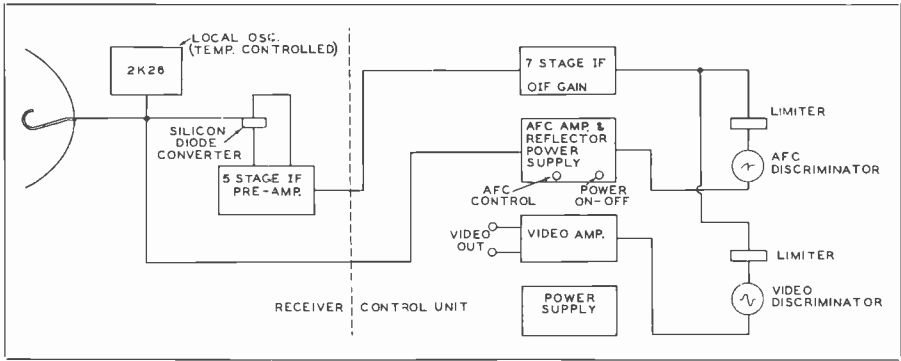 LOCAL OSC.
(TEMP. CONTROLLED)
2K26
SILICON
DIODE
CONVERTER
5 STAGE IF
PRE-AMP.
7 STAGE IF
OIF GAIN
AFC AMP. &
REFLECTOR
POWER
SUPPLY
AFC
CONTROL
POWER
ON-OFF
LIMITER
AFC
DISCRIMINATOR
VIDEO
OUT
VIDEO AMP.
LIMITER
VIDEO
DISCRIMINATOR
POWER
SUPPLY
RECEIVER
CONTROL UNIT